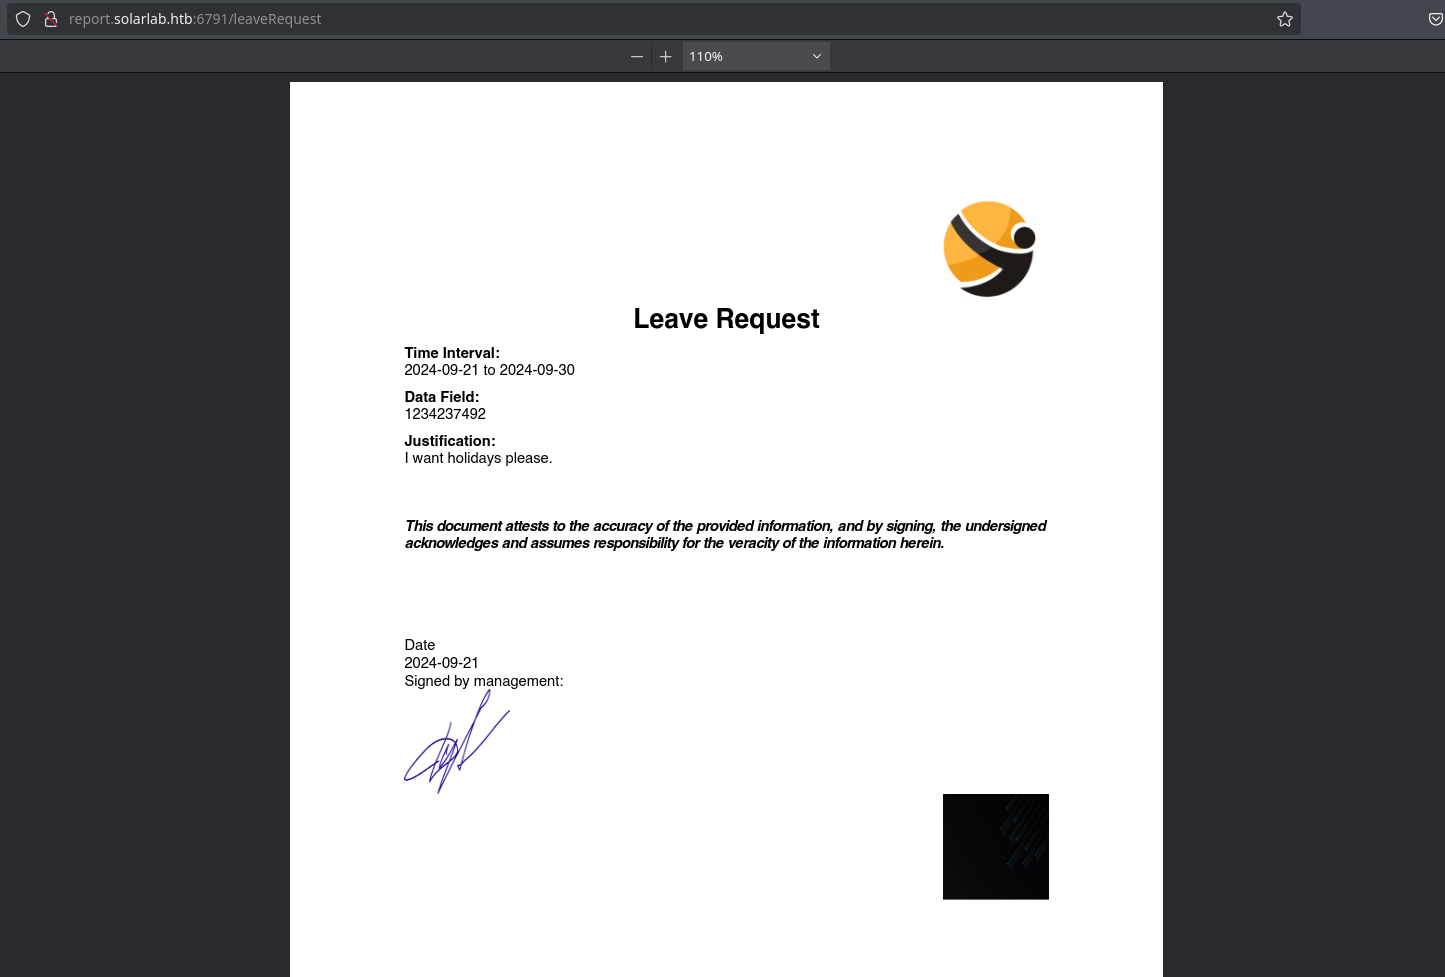 report.solarlab.htb:6791/leaveRequest
110%
Leave Request
Time Interval:
2024-09-21 to 2024-09-30
Data Field:
1234237492
Justification:
I want holidays please.
This document attests to the accuracy of the provided information, and by signing, the undersigned
acknowledges and assumes responsibility for the veracity of the information herein.
Date
2024-09-21
Signed by management: